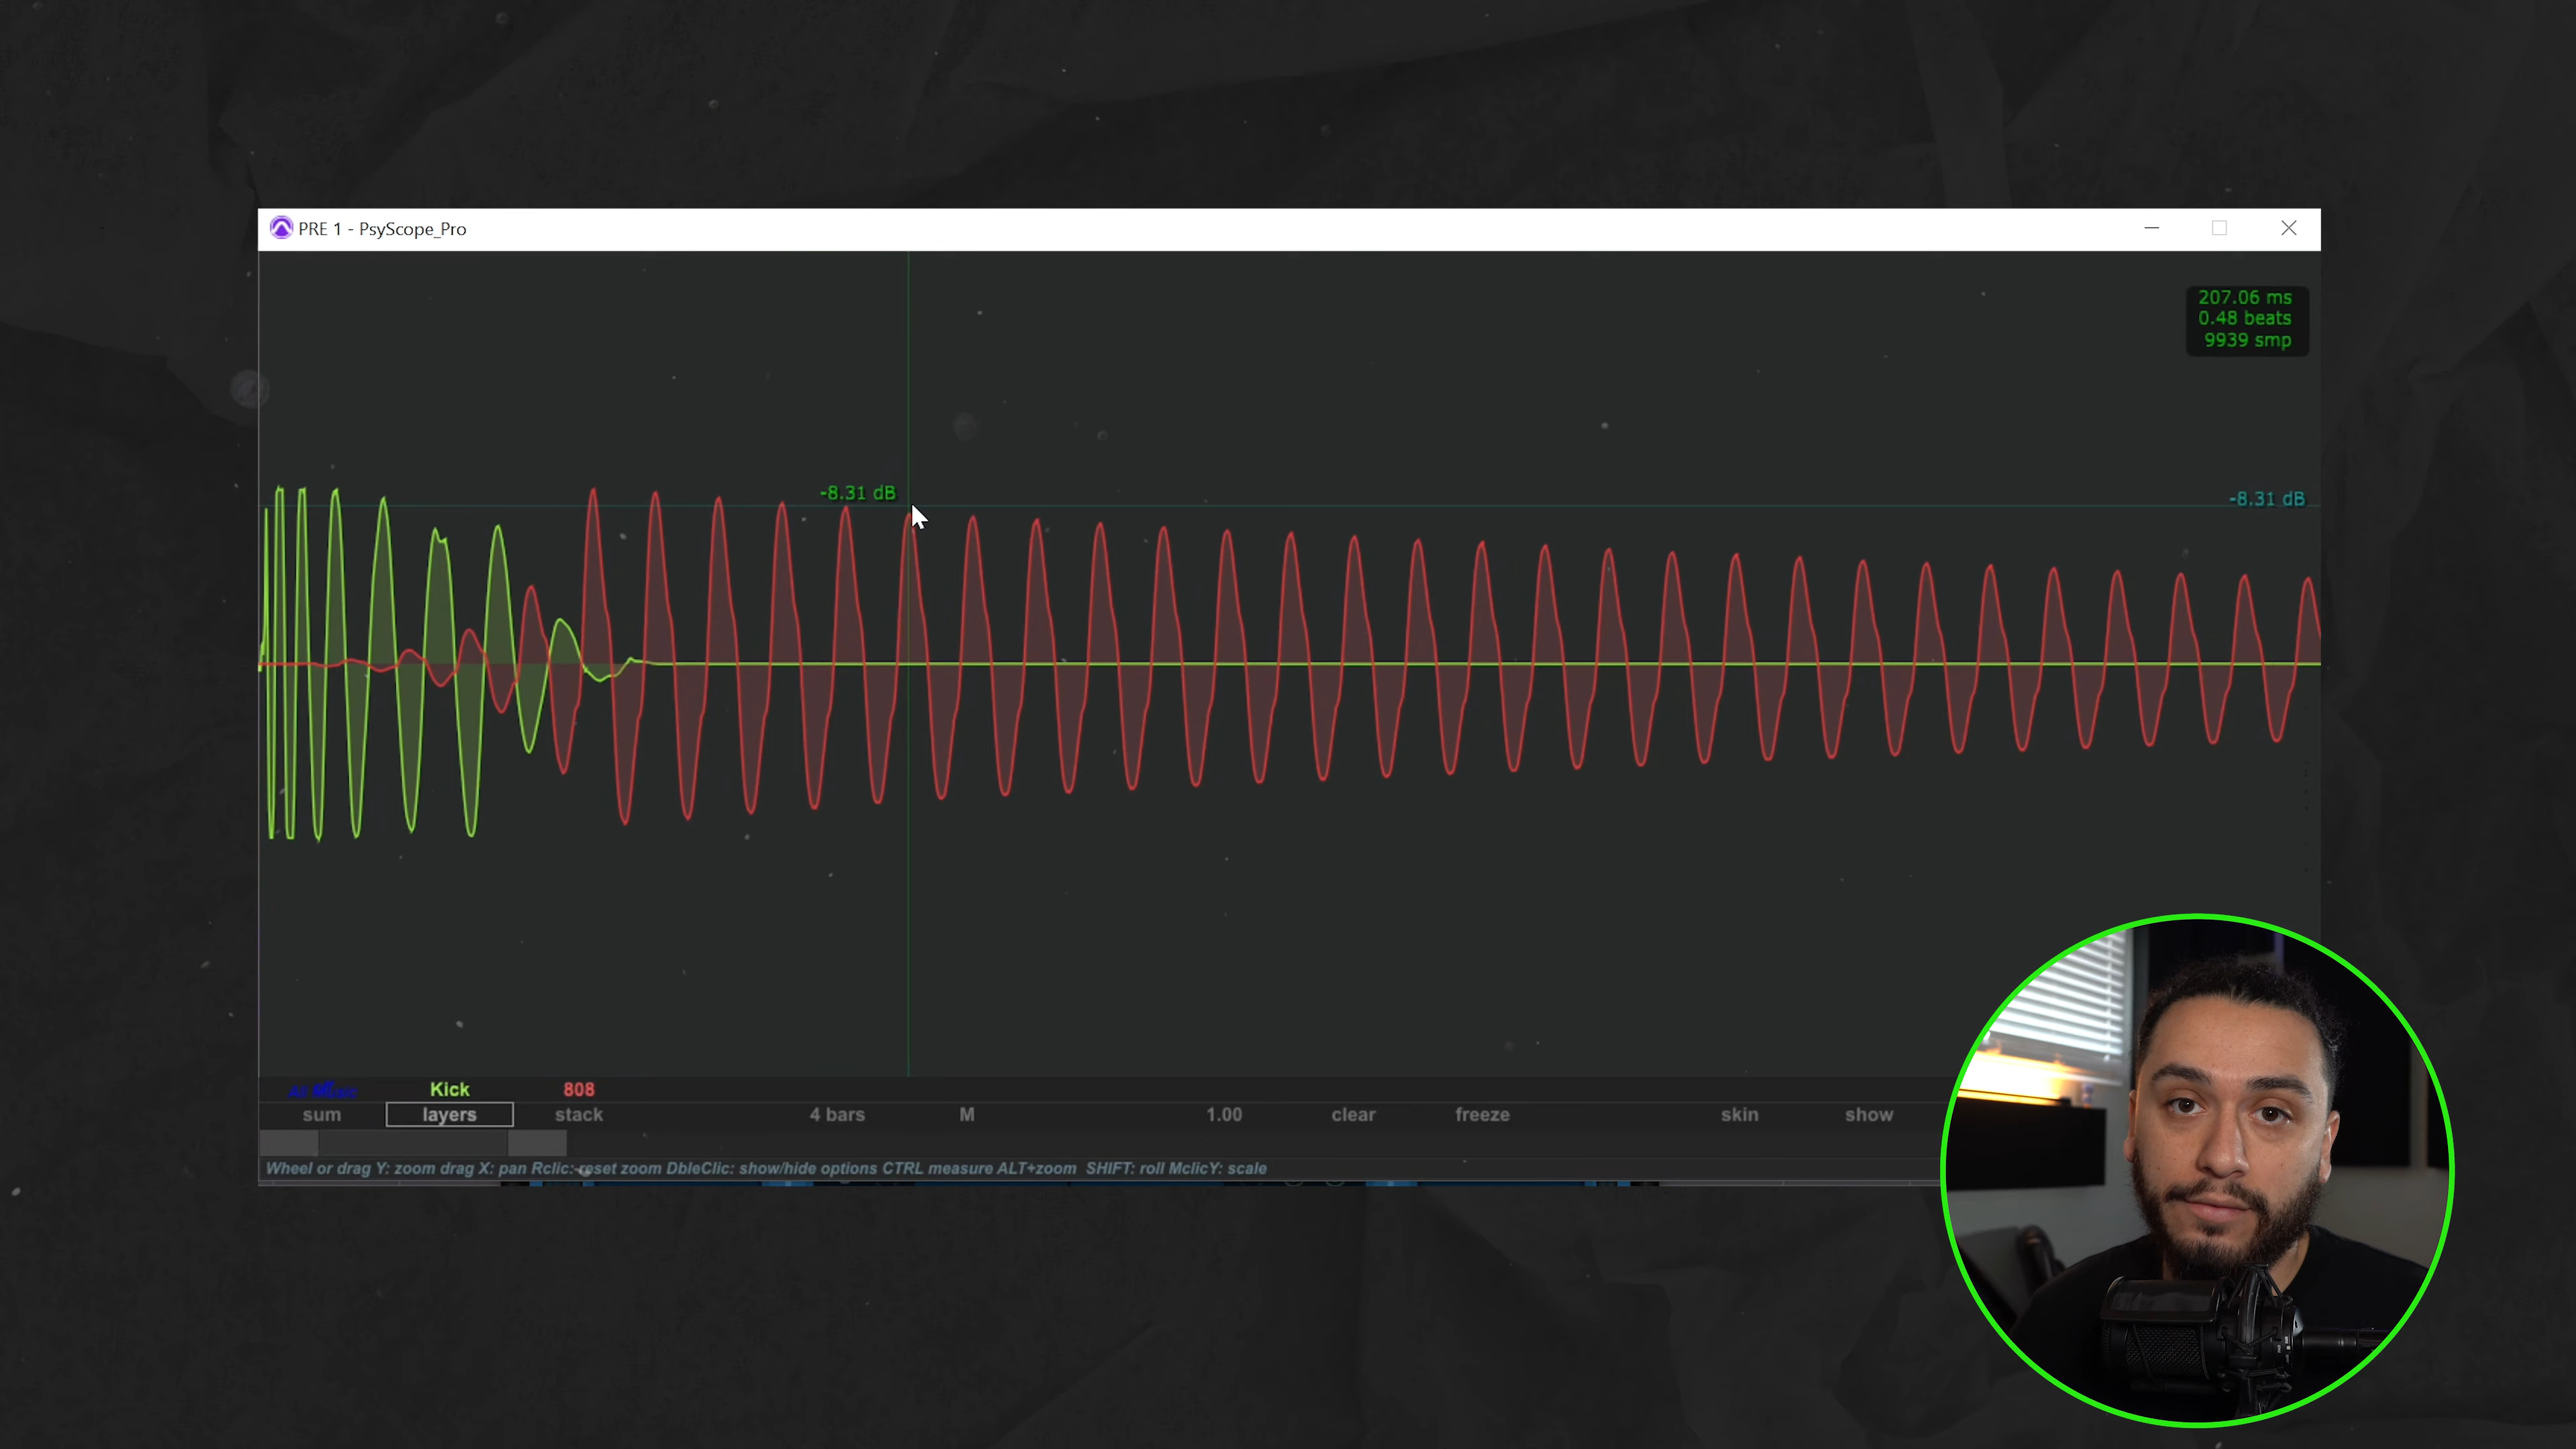 PRE 1 - PsyScope_Pro
207.06 ms
0.48 beats
9939 smp
-8.31 dB
-8.31 dB
Kick
808
sum
layers
stack
4 bars
M
1.00
clear
freeze
skin
show
Wheel or drag Y: zoom drag X: pan Rclic: reset zoom DbleClic: show/hide options CTRL measure ALT+zoom SHIFT: roll MclicY: scale